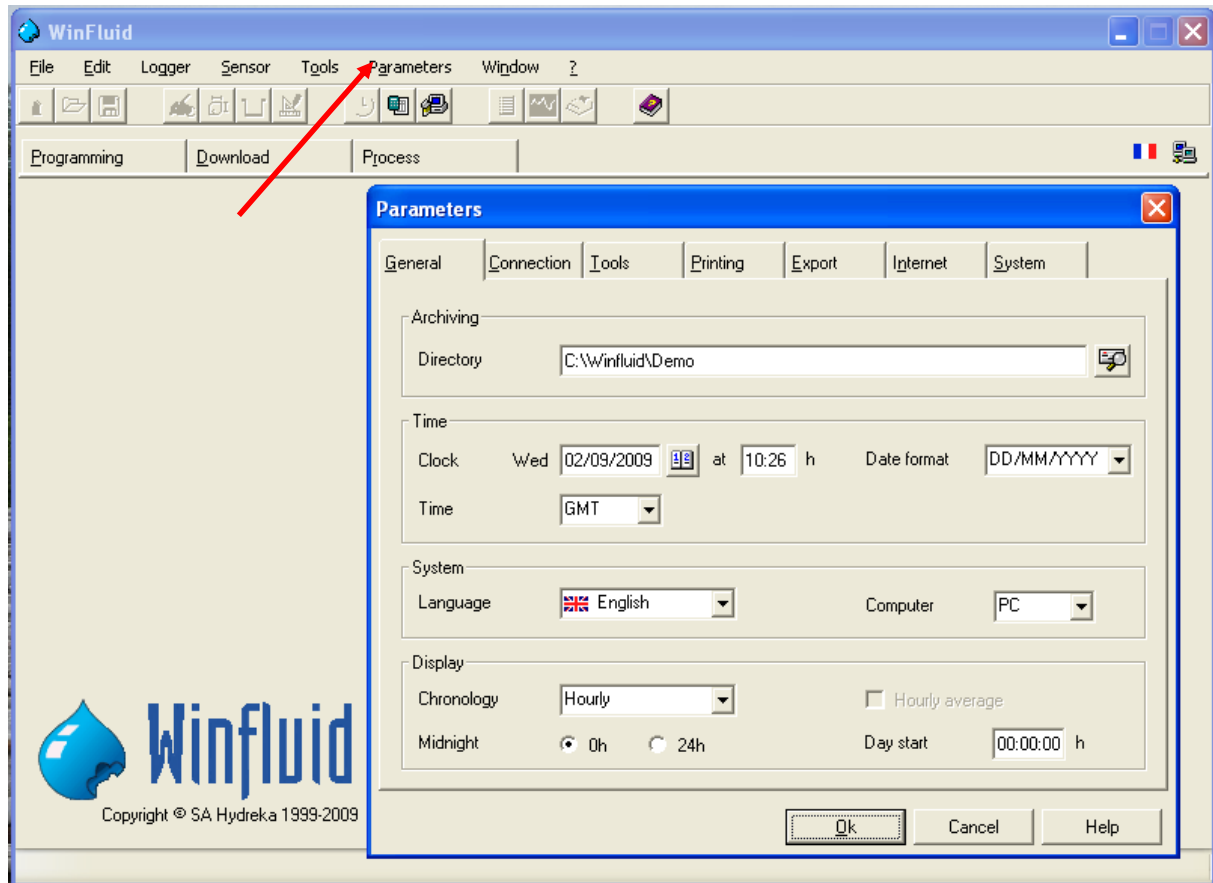 WinFluid
File Edit Logger Sensor Tools Parameters Window ?
Programming Download Process
Parameters
General Connection Tools Printing Export Internet System
Archiving
Directory C:\Winfluid\Demo
Time
Clock Wed 02/09/2009 at 10:26 h Date format DD/MM/YYYY
Time GMT
System
Language English Computer PC
Display
Chronology Hourly Hourly average
Midnight 0h 24h Day start 00:00:00 h
Winfluid
Copyright © SA Hydreka 1999-2009
Ok Cancel Help